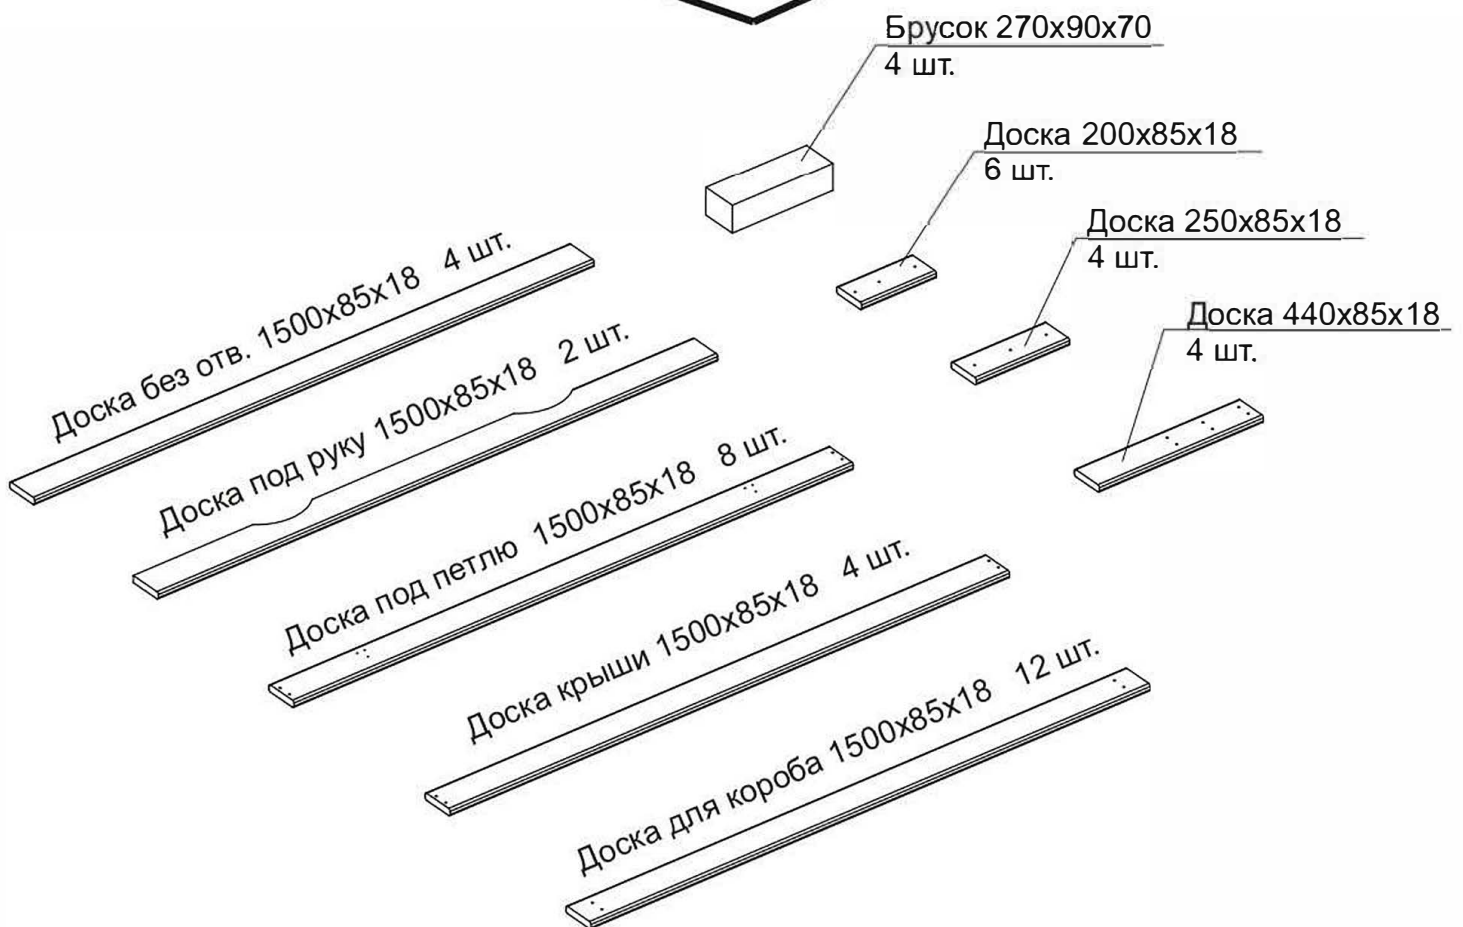 Брусок 270х90х70
4 шт.
Доска 200х85х18
6 шт.
Доска 250х85х18
4 шт.
Доска 440х85х18
4 шт.
Доска без отв. 1500х85х18 4 шт.
Доска под руку 1500х85х18 2 шт.
Доска под петлю 1500х85х18 8 шт.
Доска крыши 1500х85х18 4 шт.
Доска для короба 1500х85х18 12 шт.